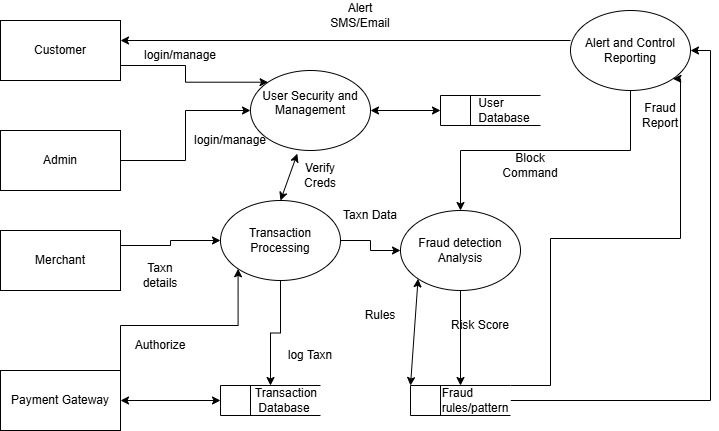 Alert
SMS/Email
Customer
login/manage
Alert and Control
Reporting
User Security and
Management
User
Database
Fraud
Report
Admin
login/manage
Verify
Creds
Block
Command
Merchant
Taxn
details
Transaction
Processing
Taxn Data
Fraud detection
Analysis
Authorize
log Taxn
Rules
Risk Score
Payment Gateway
Transaction
Database
Fraud
rules/pattern